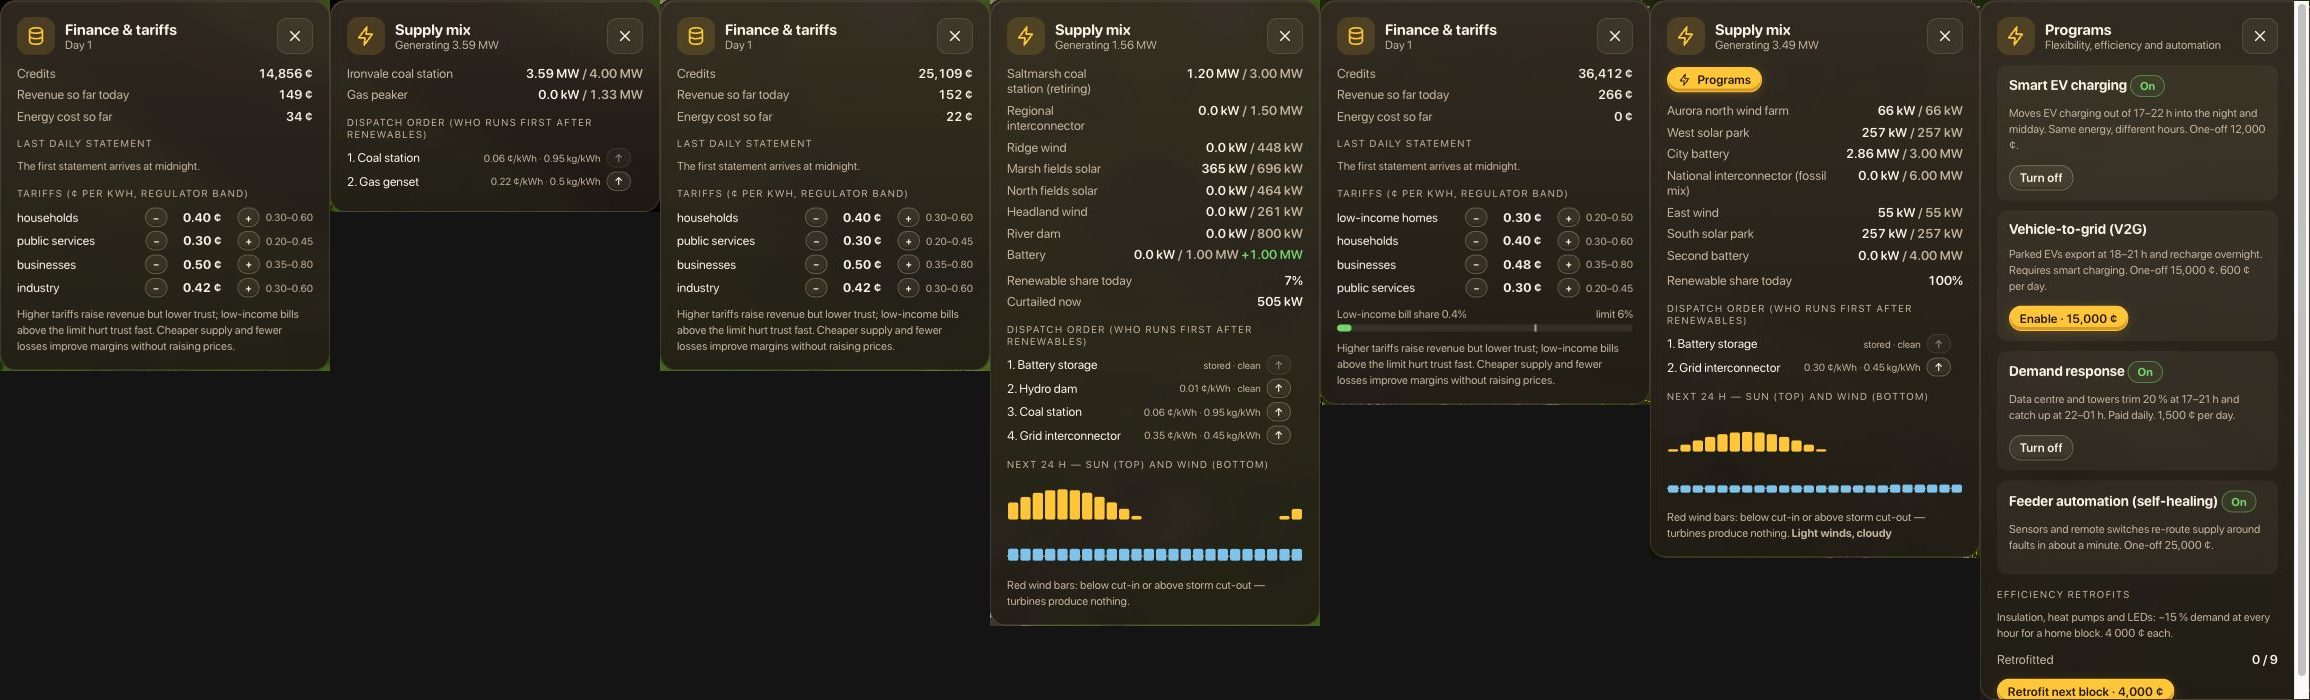 Finance & tariffs
Day 1
Credits 14,856 ¢
Revenue so far today 149 ¢
Energy cost so far 34 ¢
LAST DAILY STATEMENT
The first statement arrives at midnight.
TARIFFS (¢ PER KWH, REGULATOR BAND)
households − 0.40 ¢ + 0.30–0.60
public services − 0.30 ¢ + 0.20–0.45
businesses − 0.50 ¢ + 0.35–0.80
industry − 0.42 ¢ + 0.30–0.60
Higher tariffs raise revenue but lower trust; low-income bills
above the limit hurt trust fast. Cheaper supply and fewer
losses improve margins without raising prices.
Supply mix
Generating 3.59 MW
Ironvale coal station 3.59 MW / 4.00 MW
Gas peaker 0.0 kW / 1.33 MW
DISPATCH ORDER (WHO RUNS FIRST AFTER
RENEWABLES)
1. Coal station 0.06 ¢/kWh · 0.95 kg/kWh ↑
2. Gas genset 0.22 ¢/kWh · 0.5 kg/kWh ↑
Finance & tariffs
Day 1
Credits 25,109 ¢
Revenue so far today 152 ¢
Energy cost so far 22 ¢
LAST DAILY STATEMENT
The first statement arrives at midnight.
TARIFFS (¢ PER KWH, REGULATOR BAND)
households − 0.40 ¢ + 0.30–0.60
public services − 0.30 ¢ + 0.20–0.45
businesses − 0.50 ¢ + 0.35–0.80
industry − 0.42 ¢ + 0.30–0.60
Higher tariffs raise revenue but lower trust; low-income bills
above the limit hurt trust fast. Cheaper supply and fewer
losses improve margins without raising prices.
Supply mix
Generating 1.56 MW
Saltmarsh coal
station (retiring) 1.20 MW / 3.00 MW
Regional
interconnector 0.0 kW / 1.50 MW
Ridge wind 0.0 kW / 448 kW
Marsh fields solar 365 kW / 696 kW
North fields solar 0.0 kW / 464 kW
Headland wind 0.0 kW / 261 kW
River dam 0.0 kW / 800 kW
Battery 0.0 kW / 1.00 MW +1.00 MW
Renewable share today 7%
Curtailed now 505 kW
DISPATCH ORDER (WHO RUNS FIRST AFTER
RENEWABLES)
1. Battery storage stored · clean ↑
2. Hydro dam 0.01 ¢/kWh · clean ↑
3. Coal station 0.06 ¢/kWh · 0.95 kg/kWh ↑
4. Grid interconnector 0.35 ¢/kWh · 0.45 kg/kWh ↑
NEXT 24 H — SUN (TOP) AND WIND (BOTTOM)
Red wind bars: below cut-in or above storm cut-out —
turbines produce nothing.
Finance & tariffs
Day 1
Credits 36,412 ¢
Revenue so far today 266 ¢
Energy cost so far 0 ¢
LAST DAILY STATEMENT
The first statement arrives at midnight.
TARIFFS (¢ PER KWH, REGULATOR BAND)
low-income homes − 0.30 ¢ + 0.20–0.50
households − 0.40 ¢ + 0.30–0.60
businesses − 0.48 ¢ + 0.35–0.80
public services − 0.30 ¢ + 0.20–0.45
Low-income bill share 0.4% limit 6%
Higher tariffs raise revenue but lower trust; low-income bills
above the limit hurt trust fast. Cheaper supply and fewer
losses improve margins without raising prices.
Supply mix
Generating 3.49 MW
Programs
Aurora north wind farm 66 kW / 66 kW
West solar park 257 kW / 257 kW
City battery 2.86 MW / 3.00 MW
National interconnector (fossil
mix) 0.0 kW / 6.00 MW
East wind 55 kW / 55 kW
South solar park 257 kW / 257 kW
Second battery 0.0 kW / 4.00 MW
Renewable share today 100%
DISPATCH ORDER (WHO RUNS FIRST AFTER
RENEWABLES)
1. Battery storage stored · clean ↑
2. Grid interconnector 0.30 ¢/kWh · 0.45 kg/kWh ↑
NEXT 24 H — SUN (TOP) AND WIND (BOTTOM)
Red wind bars: below cut-in or above storm cut-out —
turbines produce nothing. Light winds, cloudy
Programs
Flexibility, efficiency and automation
Smart EV charging On
Moves EV charging out of 17–22 h into the night and
midday. Same energy, different hours. One-off 12,000
¢.
Turn off
Vehicle-to-grid (V2G)
Parked EVs export at 18–21 h and recharge overnight.
Requires smart charging. One-off 15,000 ¢. 600 ¢
per day.
Enable · 15,000 ¢
Demand response On
Data centre and towers trim 20 % at 17–21 h and
catch up at 22–01 h. Paid daily. 1,500 ¢ per day.
Turn off
Feeder automation (self-healing) On
Sensors and remote switches re-route supply around
faults in about a minute. One-off 25,000 ¢.
EFFICIENCY RETROFITS
Insulation, heat pumps and LEDs: −15 % demand at every
hour for a home block. 4 000 ¢ each.
Retrofitted 0 / 9
Retrofit next block · 4,000 ¢